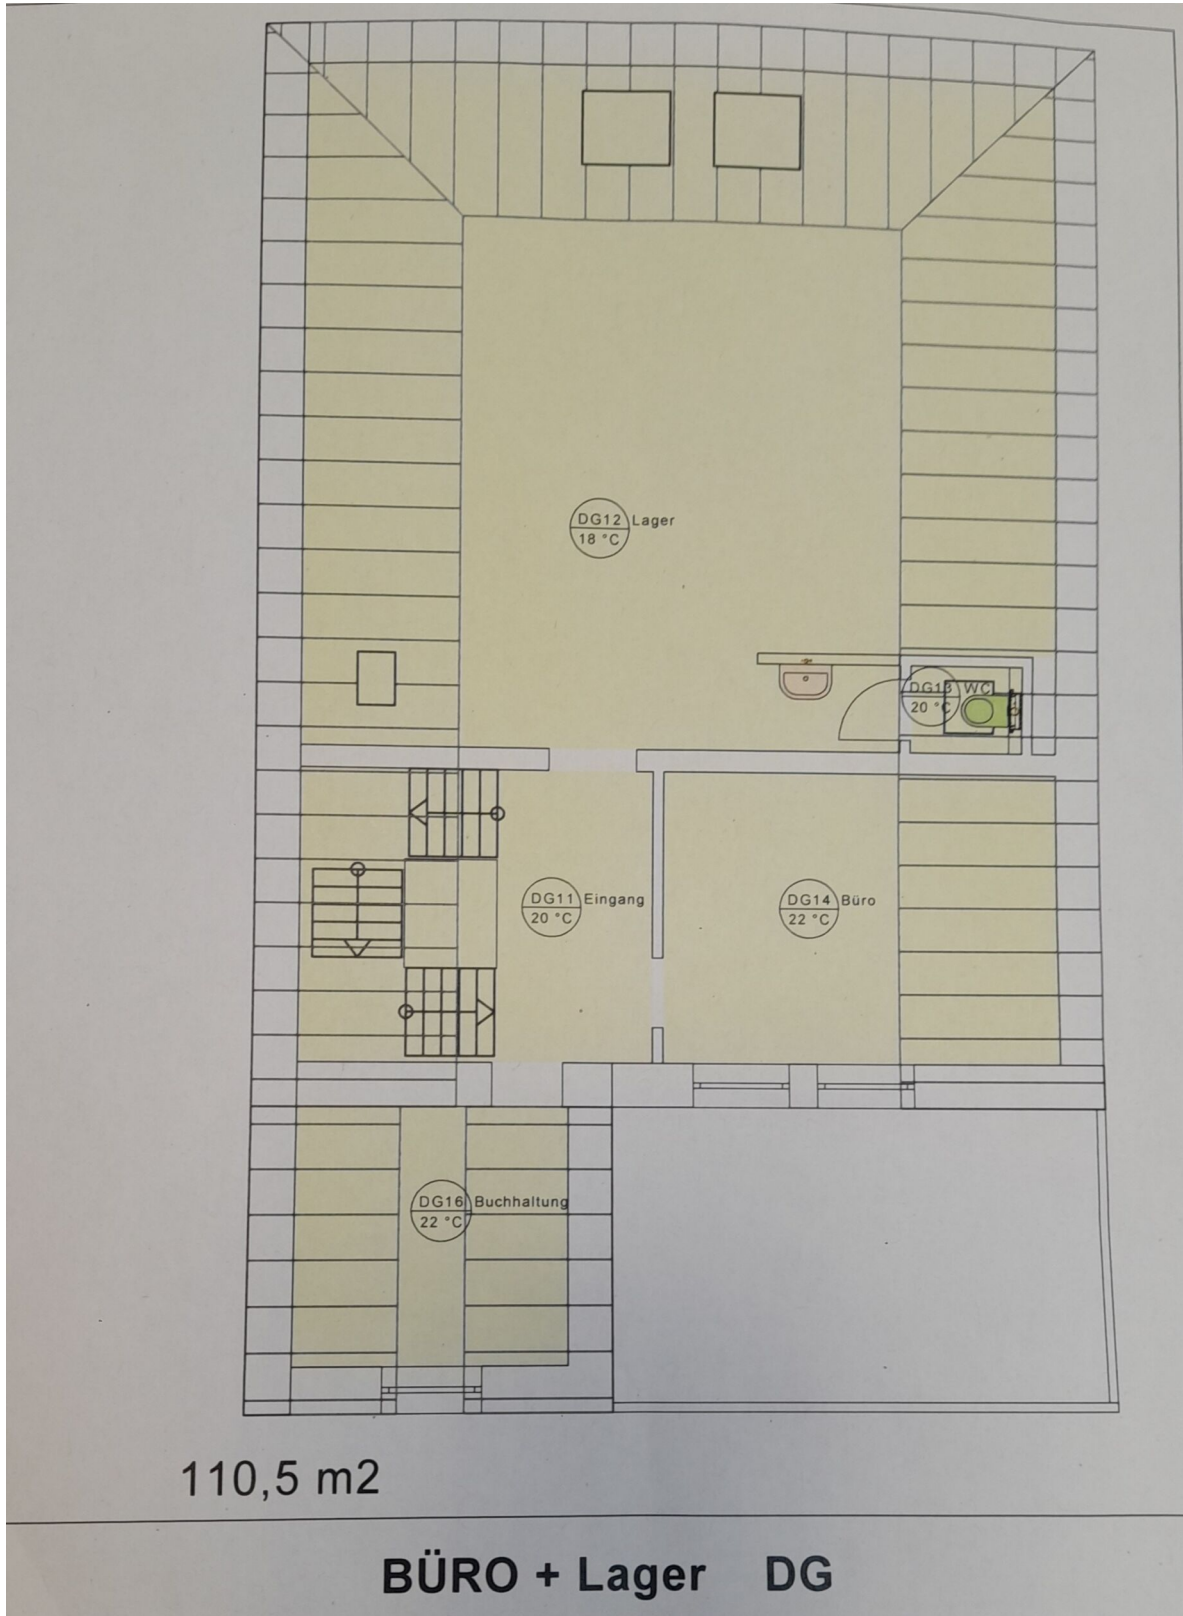 DG12 Lager
18 °C
DG13 WC
20 °C
DG11 Eingang
20 °C
DG14 Büro
22 °C
DG16 Buchhaltung
22 °C
110,5 m2
BÜRO + Lager DG